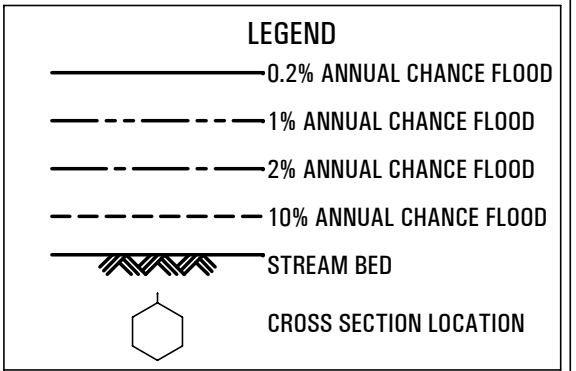 LEGEND
0.2% ANNUAL CHANCE FLOOD
1% ANNUAL CHANCE FLOOD
2% ANNUAL CHANCE FLOOD
10% ANNUAL CHANCE FLOOD
STREAM BED
CROSS SECTION LOCATION